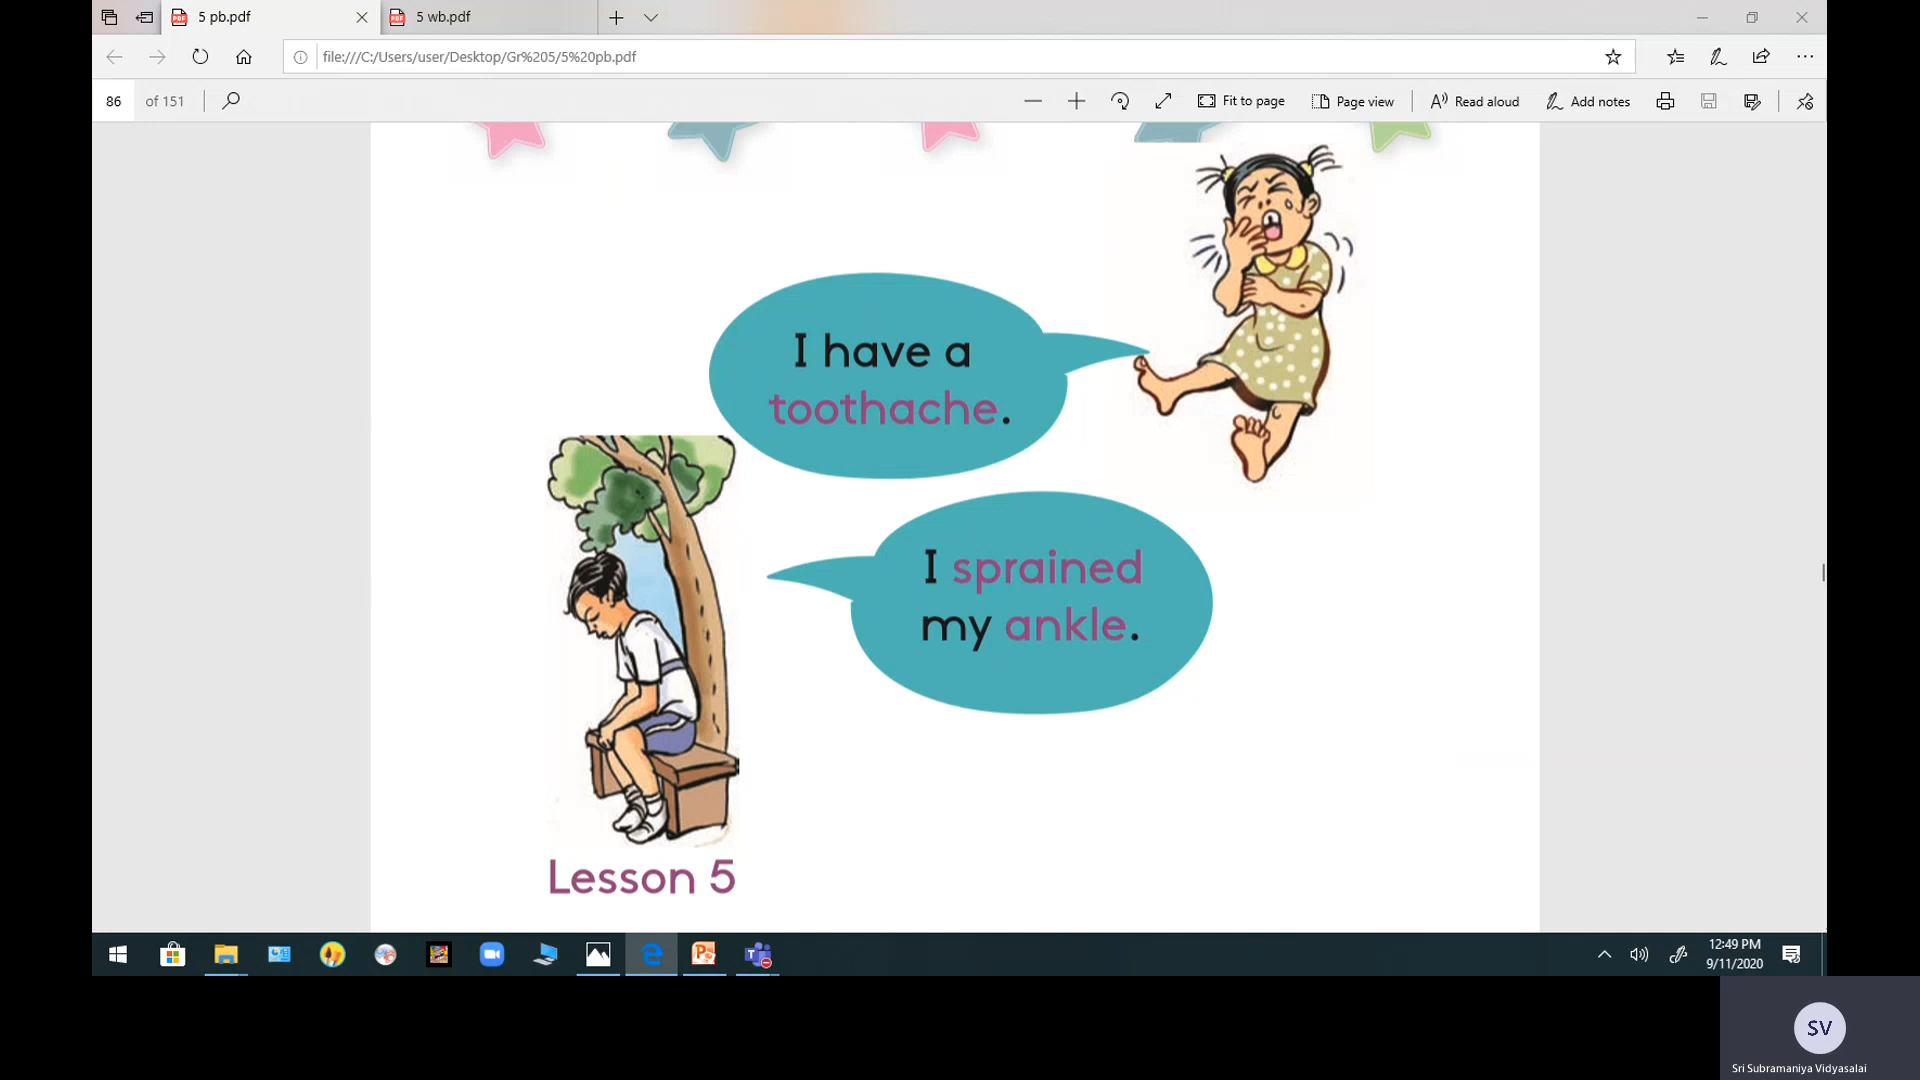 5 pb.pdf
5 wb.pdf
file:///C:/Users/user/Desktop/Gr%205/5%20pb.pdf
86 of 151
Fit to page
Page view
Read aloud
Add notes
I have a
toothache.
I sprained
my ankle.
Lesson 5
12:49 PM
9/11/2020
SV
Sri Subramaniya Vidyasalai